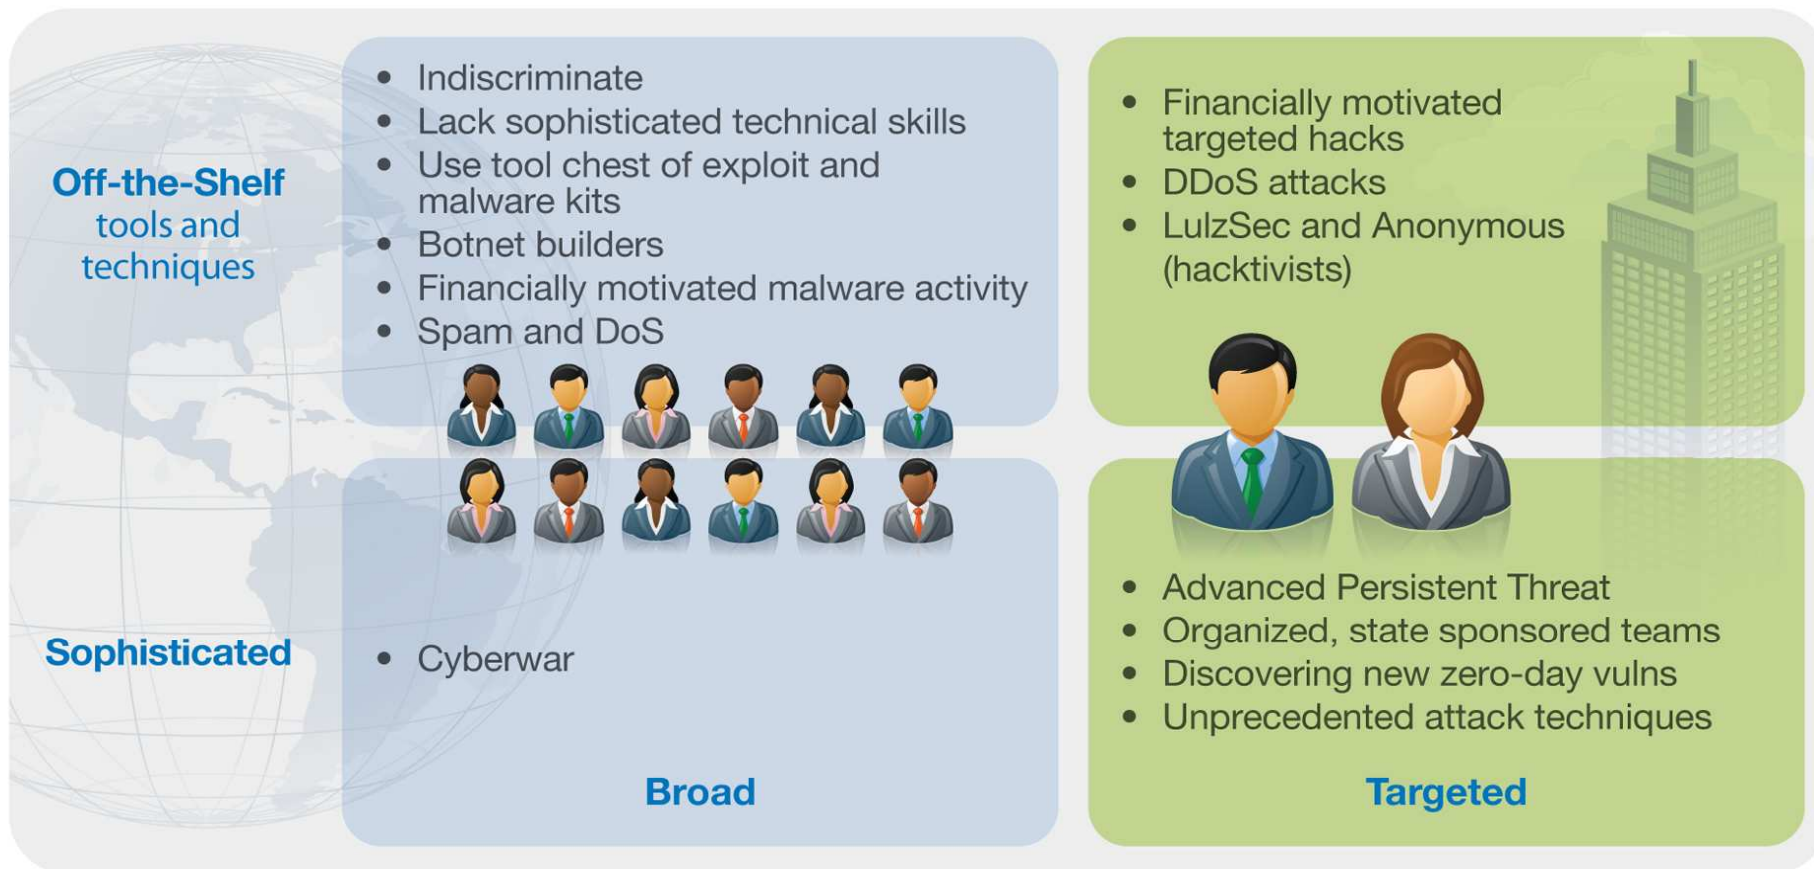 Off-the-Shelf
tools and
techniques
• Indiscriminate
• Lack sophisticated technical skills
• Use tool chest of exploit and
malware kits
• Botnet builders
• Financially motivated malware activity
• Spam and DoS
• Financially motivated
targeted hacks
• DDoS attacks
• LulzSec and Anonymous
(hacktivists)
Sophisticated
• Cyberwar
• Advanced Persistent Threat
• Organized, state sponsored teams
• Discovering new zero-day vulns
• Unprecedented attack techniques
Broad
Targeted